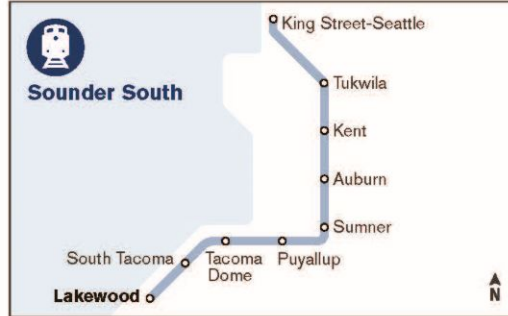 King Street-Seattle
Sounder South
Tukwila
Kent
Auburn
Sumner
South Tacoma
Tacoma
Dome
Puyallup
Lakewood
N